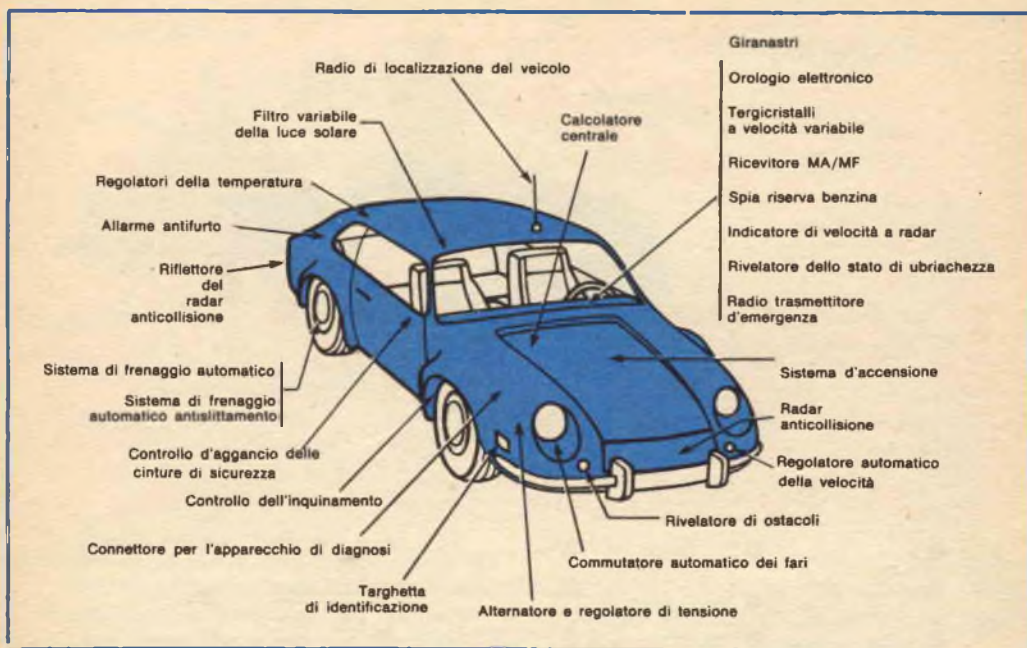 Giranastri
Radio di localizzazione del veicolo
Orologio elettronico
Filtro variabile
della luce solare
Calcolatore
centrale
Tergicristalli
a velocità variabile
Ricevitore MA/MF
Regolatori della temperatura
Spia riserva benzina
Allarme antifurto
Indicatore di velocità a radar
Riflettore
del
radar
anticollisione
Rivelatore dello stato di ubriachezza
Radio trasmettitore
d'emergenza
Sistema di frenaggio automatico
Sistema di frenaggio
automatico antislittamento
Sistema d'accensione
Radar
anticollisione
Controllo d'aggancio delle
cinture di sicurezza
Regolatore automatico
della velocità
Controllo dell'inquinamento
Rivelatore di ostacoli
Connettore per l'apparecchio di diagnosi
Commutatore automatico dei fari
Targhetta
di identificazione
Alternatore e regolatore di tensione